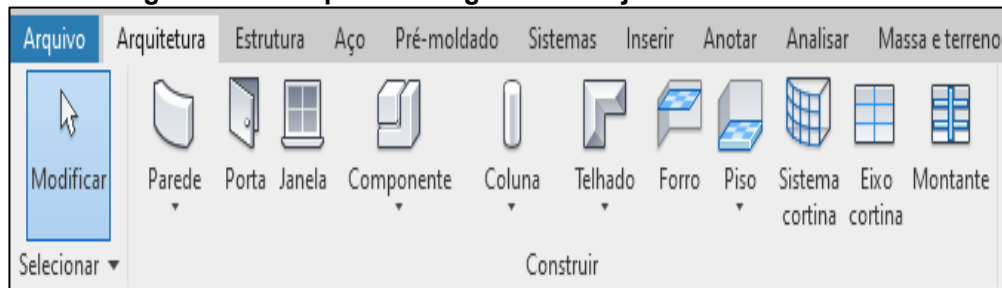 Arquivo Arquitetura Estrutura Aço Pré-moldado Sistemas Inserir Anotar Analisar Massa e terreno
Modificar Parede Porta Janela Componente Coluna Telhado Forro Piso Sistema cortina Eixo cortina Montante
Selecionar Construir